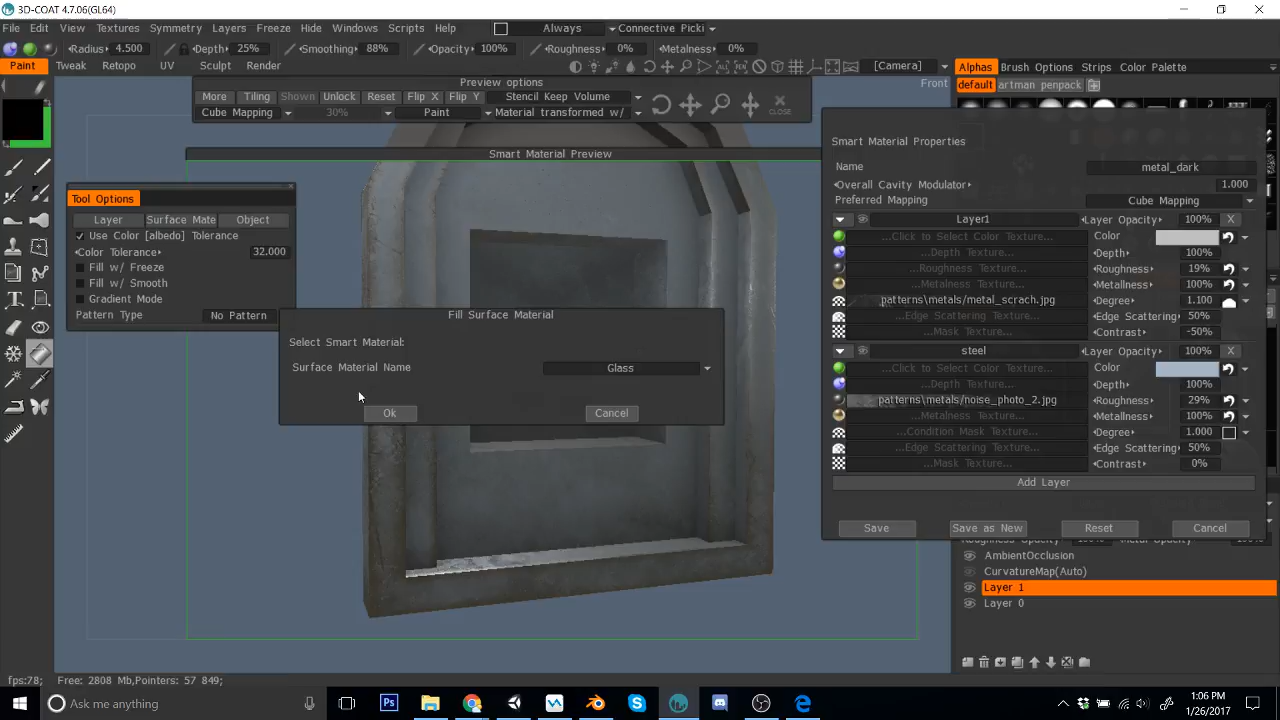 3D-COAT 4.7.06(GL64)
File Edit View Textures Symmetry Layers Freeze Hide Windows Scripts Help Always Connective Picki
Radius 4.500 Depth 25% Smoothing 88% Opacity 100% Roughness 0% Metalness 0%
Paint Tweak Retopo UV Sculpt Render [Camera] Alphas Brush Options Strips Color Palette
Preview options Front default artman penpack
More Tiling Shown Unlock Reset Flip X Flip Y Stencil Keep Volume
Cube Mapping 30% Paint Material transformed w/ CLOSE
Smart Material Preview
Tool Options
Layer Surface Mate Object
Use Color [albedo] Tolerance
Color Tolerance 32.000
Fill w/ Freeze
Fill w/ Smooth
Gradient Mode
Pattern Type No Pattern
Fill Surface Material
Select Smart Material:
Surface Material Name Glass
Ok Cancel
Smart Material Properties
Name metal_dark
Overall Cavity Modulator 1.000
Preferred Mapping Cube Mapping
Layer1 Layer Opacity 100% X
...Click to Select Color Texture... Color
...Depth Texture... Depth 100%
...Roughness Texture... Roughness 19%
...Metalness Texture... Metalness 100%
patterns\metals/metal_scrach.jpg Degree 1.100
...Edge Scattering Texture... Edge Scattering 50%
...Mask Texture... Contrast -50%
steel Layer Opacity 100% X
...Click to Select Color Texture... Color
...Depth Texture... Depth 100%
patterns\metals/noise_photo_2.jpg Roughness 29%
...Metalness Texture... Metalness 100%
...Condition Mask Texture... Degree 1.000
...Edge Scattering Texture... Edge Scattering 50%
...Mask Texture... Contrast 0%
Add Layer
Save Save as New Reset Cancel
AmbientOcclusion
CurvatureMap(Auto)
Layer 1
Layer 0
fps:78; Free: 2808 Mb,Pointers: 57 849;
Ask me anything
1:06 PM
1/26/2017